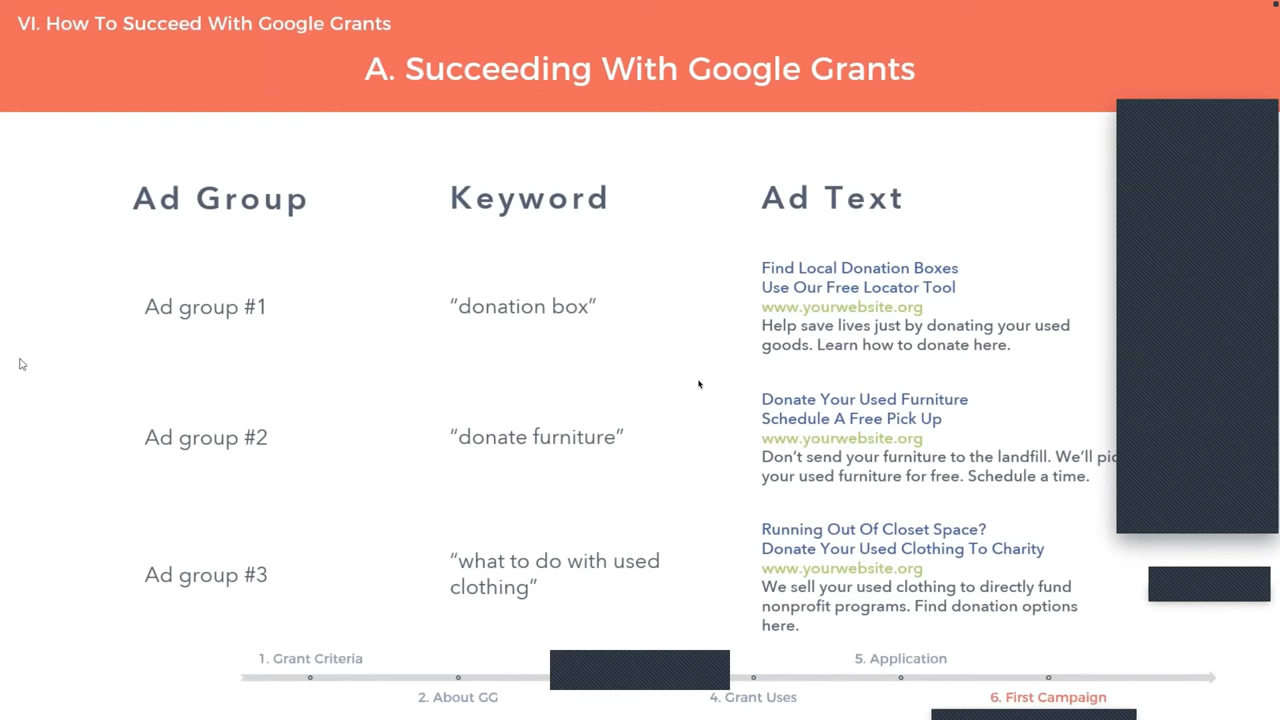 VI. How To Succeed With Google Grants
A. Succeeding With Google Grants
Ad Group
Keyword
Ad Text
Ad group #1
“donation box”
Find Local Donation Boxes
Use Our Free Locator Tool
www.yourwebsite.org
Help save lives just by donating your used
goods. Learn how to donate here.
Ad group #2
“donate furniture”
Donate Your Used Furniture
Schedule A Free Pick Up
www.yourwebsite.org
Don’t send your furniture to the landfill. We’ll
your used furniture for free. Schedule a time.
Ad group #3
“what to do with used
clothing”
Running Out Of Closet Space?
Donate Your Used Clothing To Charity
www.yourwebsite.org
We sell your used clothing to directly fund
nonprofit programs. Find donation options
here.
1. Grant Criteria
2. About GG
4. Grant Uses
5. Application
6. First Campaign